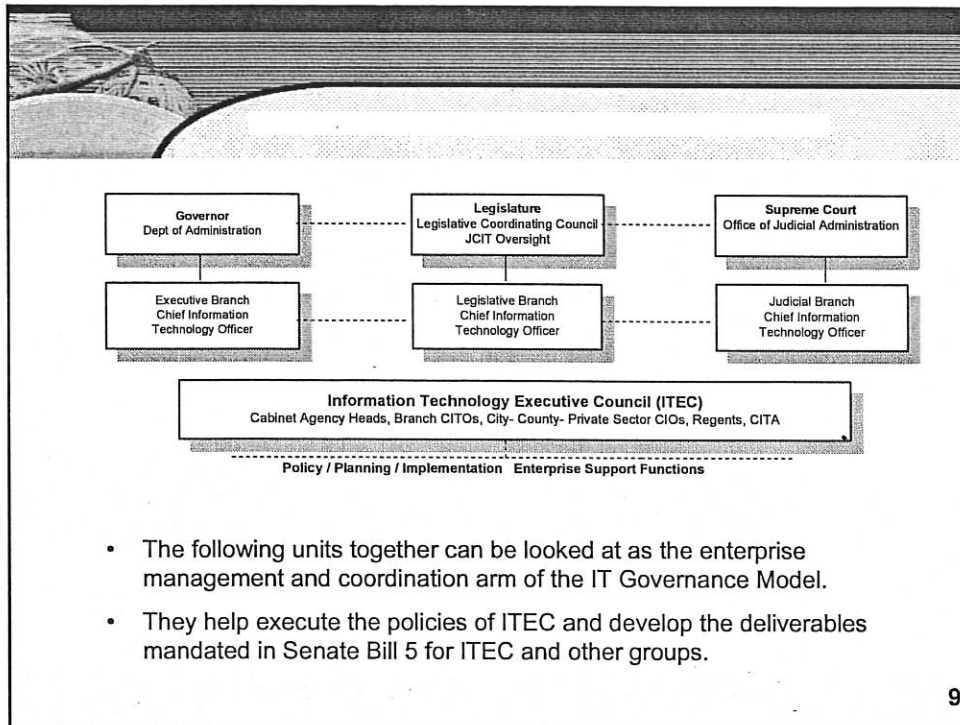 Governor
Dept of Administration
Legislature
Legislative Coordinating Council
JCIT Oversight
Supreme Court
Office of Judicial Administration
Executive Branch
Chief Information
Technology Officer
Legislative Branch
Chief Information
Technology Officer
Judicial Branch
Chief Information
Technology Officer
Information Technology Executive Council (ITEC)
Cabinet Agency Heads, Branch CITOs, City- County- Private Sector CIOs, Regents, CITA
Policy / Planning / Implementation Enterprise Support Functions
• The following units together can be looked at as the enterprise
management and coordination arm of the IT Governance Model.
• They help execute the policies of ITEC and develop the deliverables
mandated in Senate Bill 5 for ITEC and other groups.
9